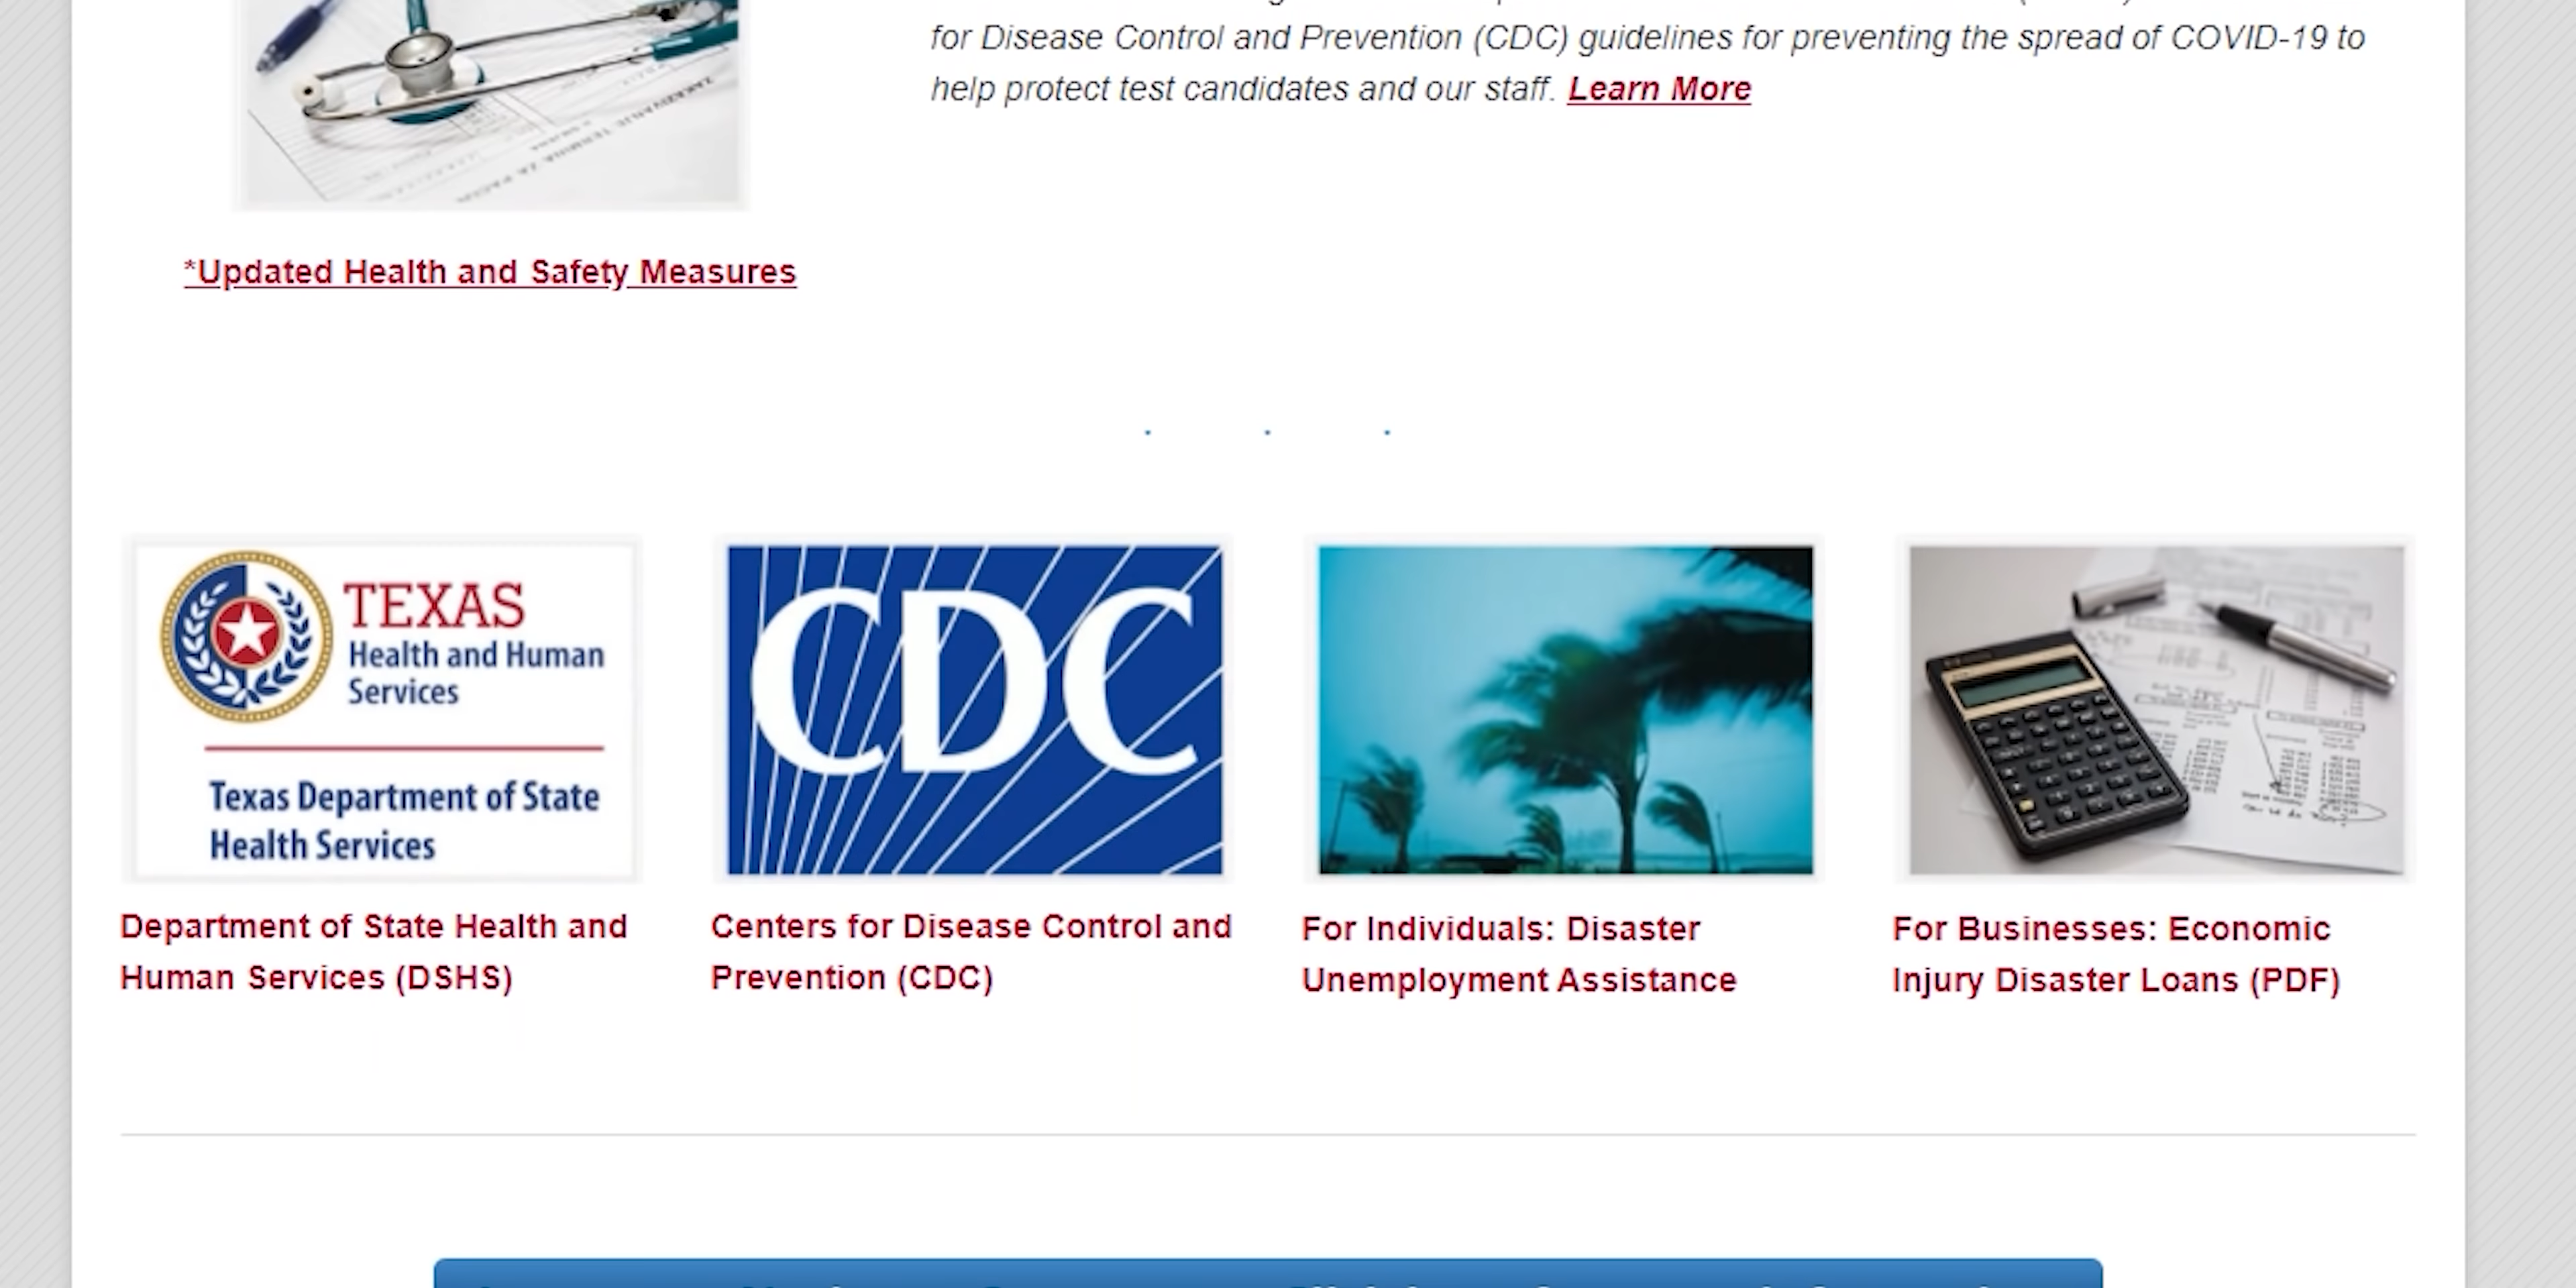 for Disease Control and Prevention (CDC) guidelines for preventing the spread of COVID-19 to
help protect test candidates and our staff. Learn More
*Updated Health and Safety Measures
. . .
TEXAS
Health and Human
Services
Texas Department of State
Health Services
CDC
Department of State Health and
Human Services (DSHS)
Centers for Disease Control and
Prevention (CDC)
For Individuals: Disaster
Unemployment Assistance
For Businesses: Economic
Injury Disaster Loans (PDF)